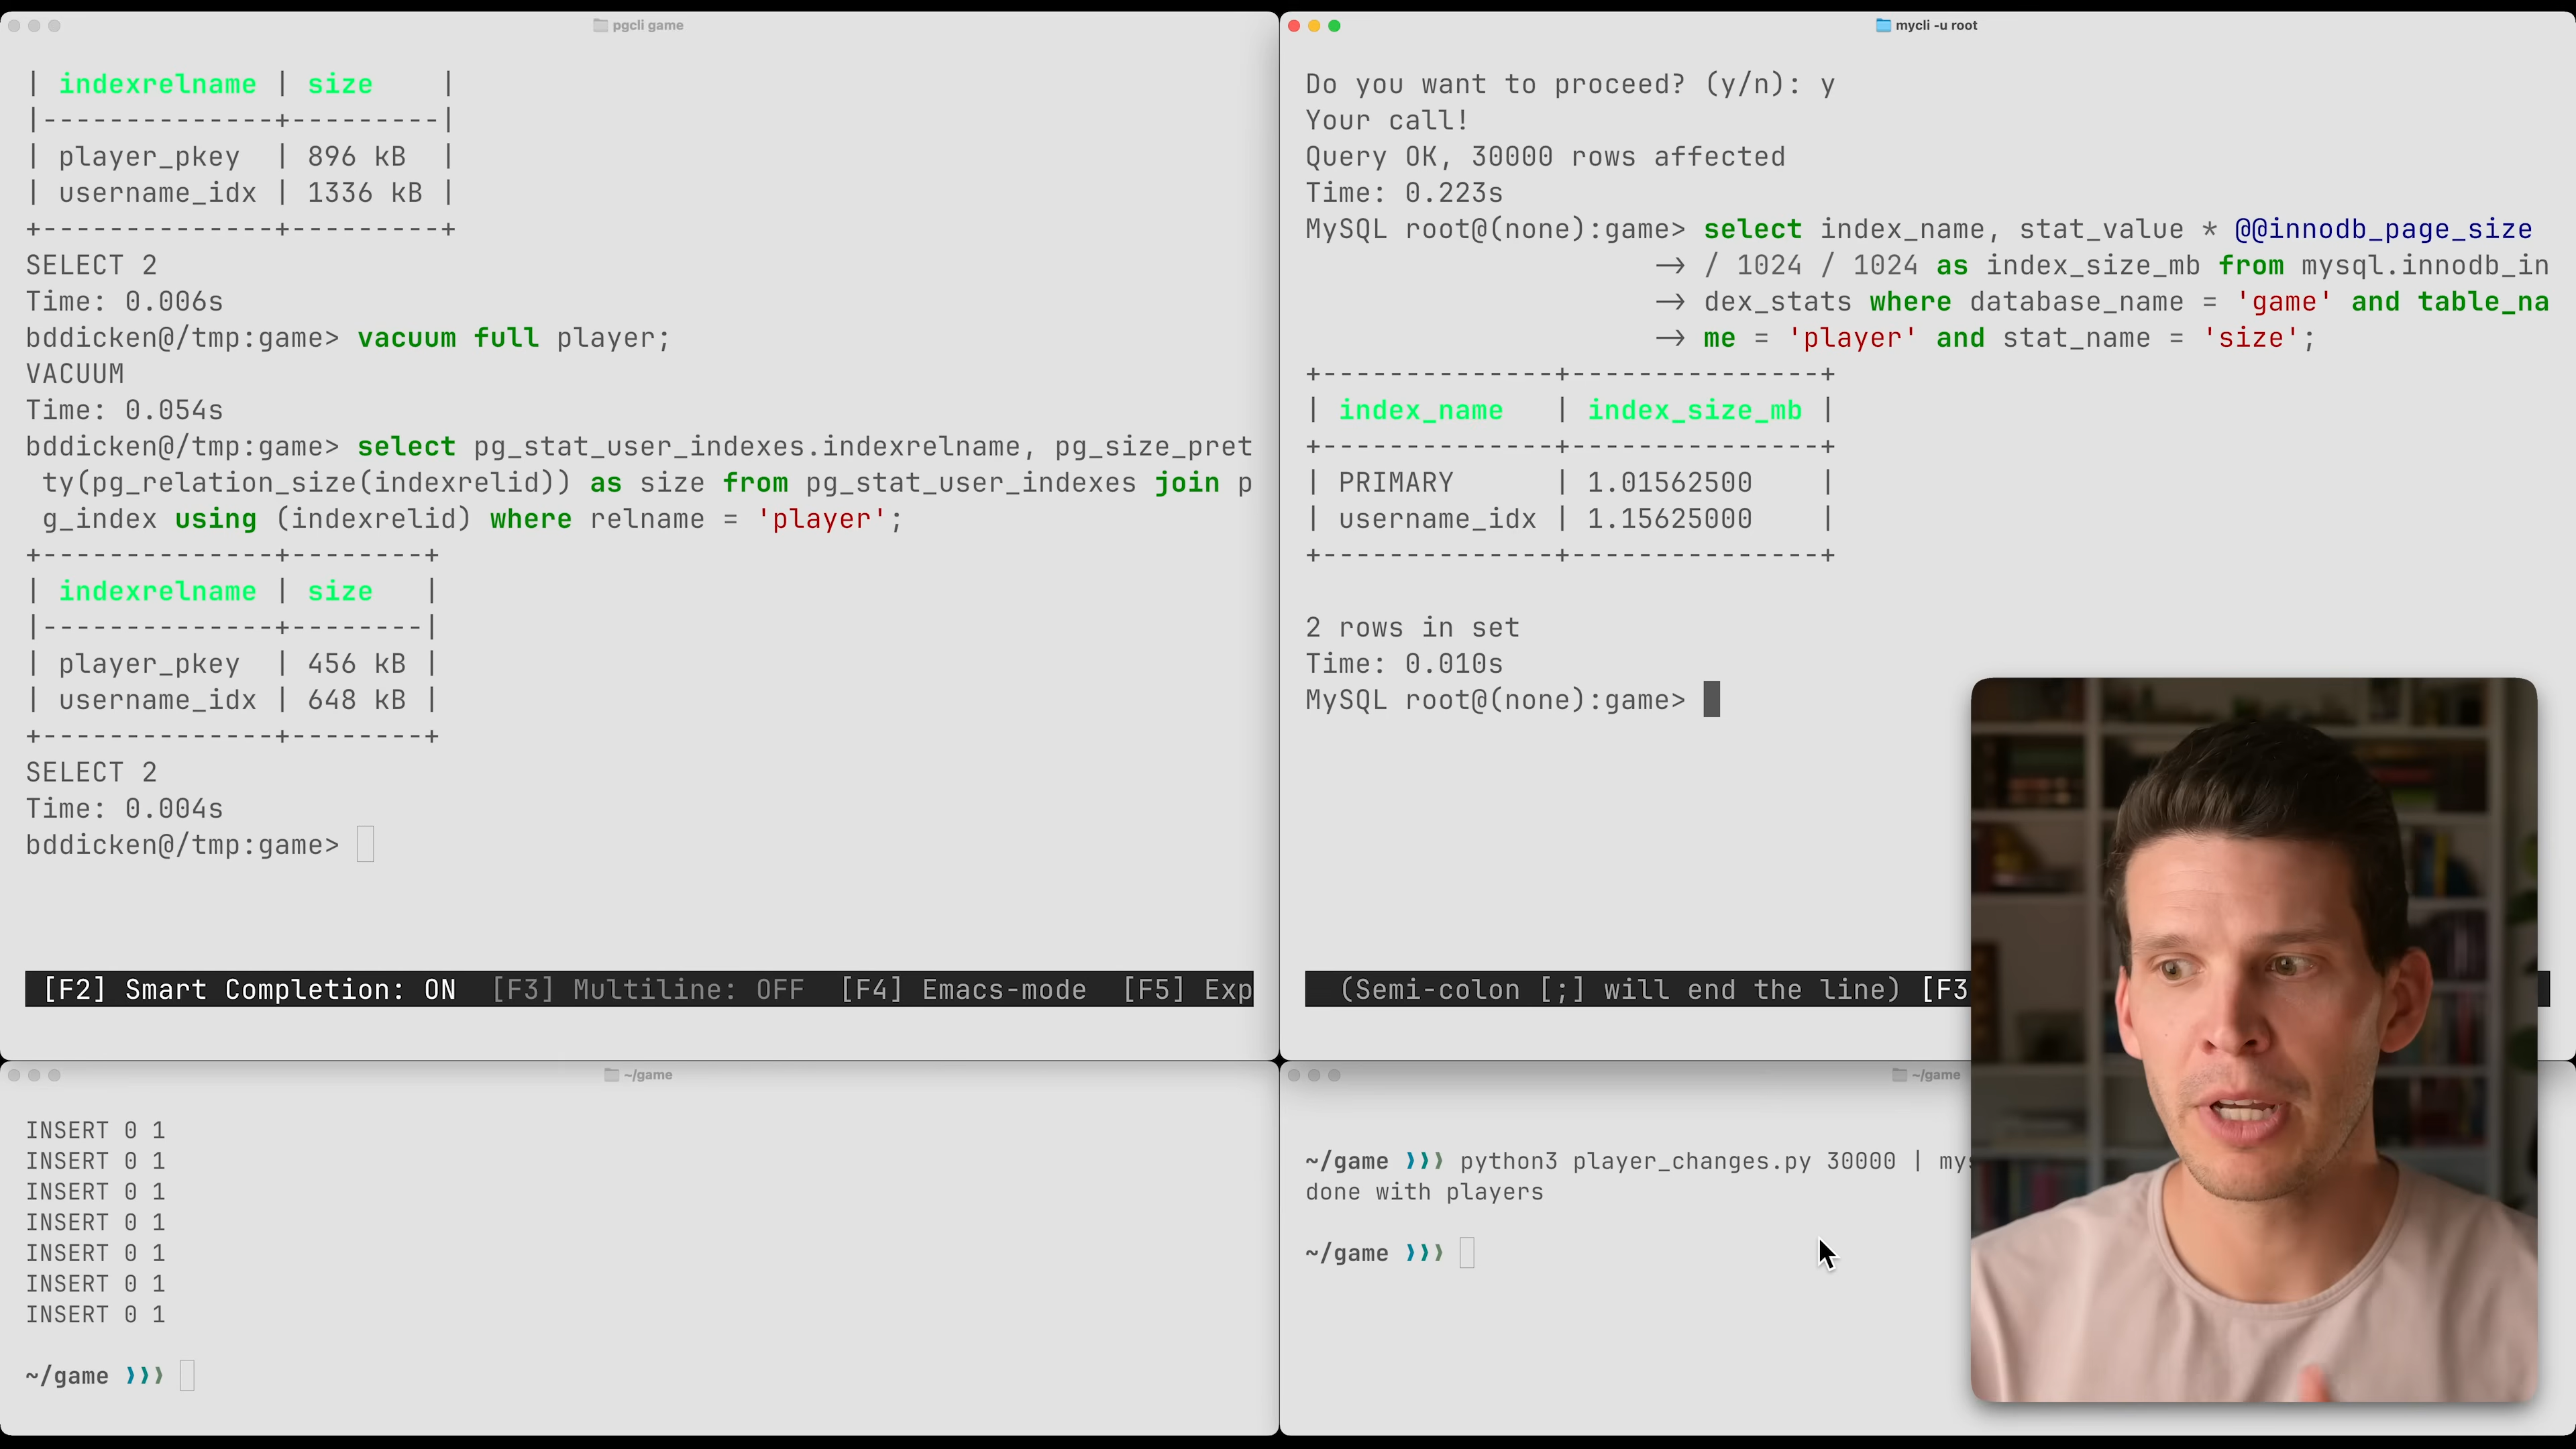 pgcli game
| indexrelname | size    |
|--------------+---------|
| player_pkey  | 896 kB  |
| username_idx | 1336 kB |
+--------------+---------+
SELECT 2
Time: 0.006s
bddicken@/tmp:game> vacuum full player;
VACUUM
Time: 0.054s
bddicken@/tmp:game> select pg_stat_user_indexes.indexrelname, pg_size_pret
ty(pg_relation_size(indexrelid)) as size from pg_stat_user_indexes join p
g_index using (indexrelid) where relname = 'player';
+--------------+--------+
| indexrelname | size   |
|--------------+--------|
| player_pkey  | 456 kB |
| username_idx | 648 kB |
+--------------+--------+
SELECT 2
Time: 0.004s
bddicken@/tmp:game>
[F2] Smart Completion: ON  [F3] Multiline: OFF  [F4] Emacs-mode  [F5] Exp
mycli -u root
Do you want to proceed? (y/n): y
Your call!
Query OK, 30000 rows affected
Time: 0.223s
MySQL root@(none):game> select index_name, stat_value * @@innodb_page_size
→ / 1024 / 1024 as index_size_mb from mysql.innodb_in
→ dex_stats where database_name = 'game' and table_na
→ me = 'player' and stat_name = 'size';
+--------------+---------------+
| index_name   | index_size_mb |
+--------------+---------------+
| PRIMARY      | 1.01562500    |
| username_idx | 1.15625000    |
+--------------+---------------+
2 rows in set
Time: 0.010s
MySQL root@(none):game>
(Semi-colon [;] will end the line) [F3
~/game
INSERT 0 1
INSERT 0 1
INSERT 0 1
INSERT 0 1
INSERT 0 1
INSERT 0 1
INSERT 0 1
~/game ❯❯❯
~/game
~/game ❯❯❯ python3 player_changes.py 30000 | mys
done with players
~/game ❯❯❯